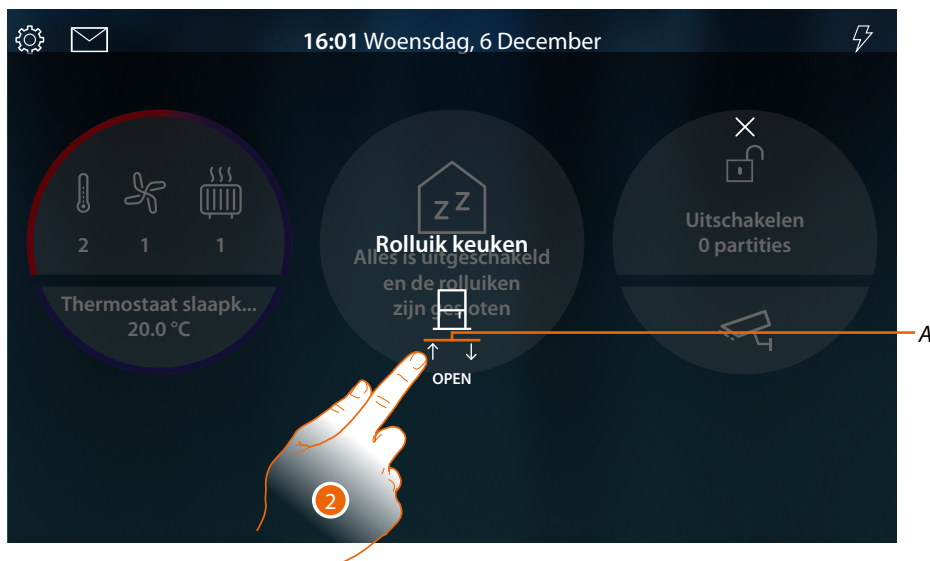 16:01 Woensdag, 6 December
2 1 1
Thermostaat slaapk...
20.0 °C
Z Z
Rolluik keuken
Alles is uitgeschakeld
en de rolluiken
zijn gesloten
OPEN
Uitschakelen
0 partities
A
2